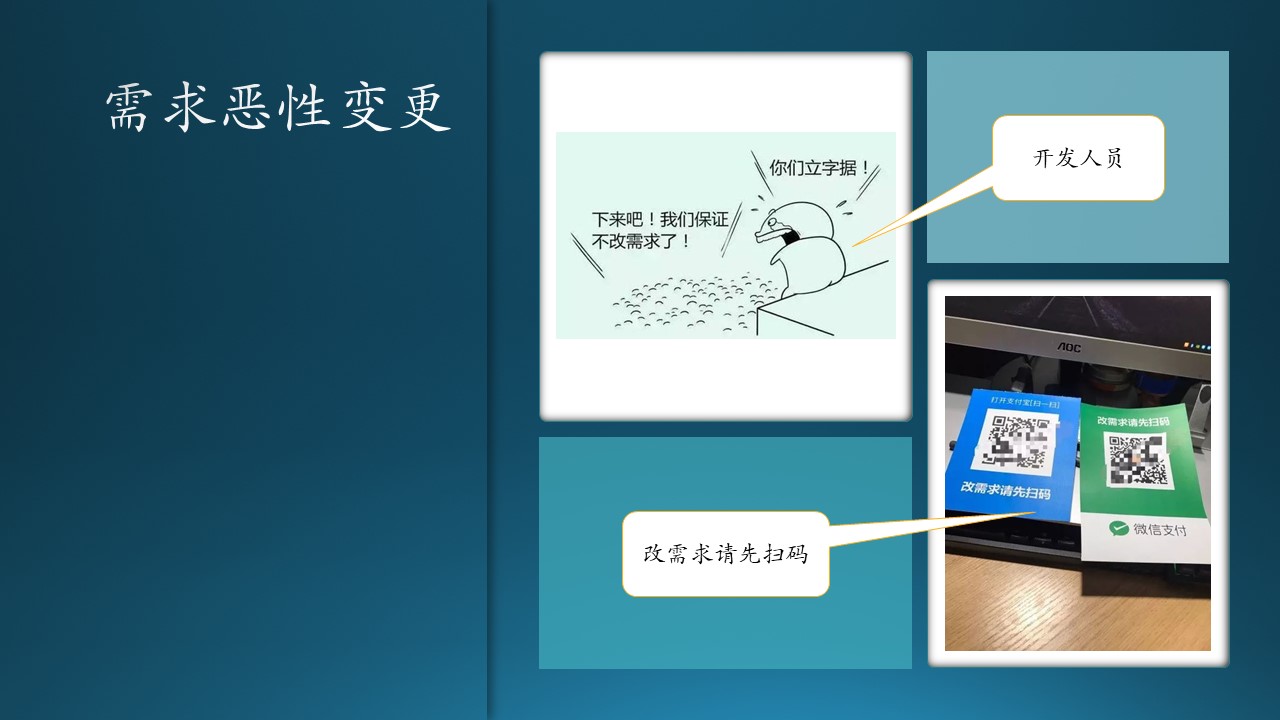 需求恶性变更
你们立字据！
下来吧！我们保证
不改需求了！
开发人员
AOC
打开支付宝[扫一扫]
改需求请先扫码
改需求请先扫码
微信支付
改需求请先扫码